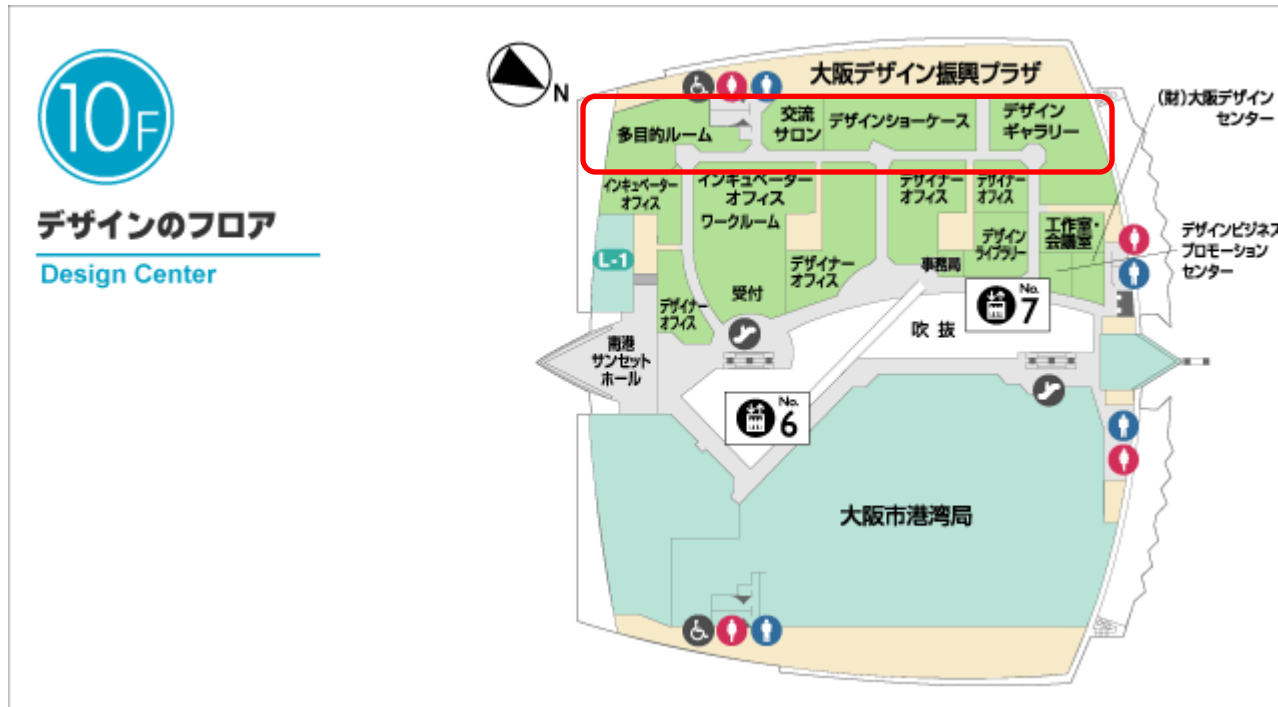 10F
デザインのフロア
Design Center
N
大阪デザイン振興プラザ
(財)大阪デザイン
センター
多目的ルーム
交流
サロン
デザインショーケース
デザイン
ギャラリー
インキュベーター
オフィス
インキュベーター
オフィス
ワークルーム
デザイナー
オフィス
デザイナー
オフィス
工作室・
会議室
デザインビジネス
プロモーション
センター
デザイン
ライブラリー
L-1
デザイナー
オフィス
事務局
受付
デザイナー
オフィス
No.
7
吹抜
南港
サンセット
ホール
No.
6
大阪市港湾局